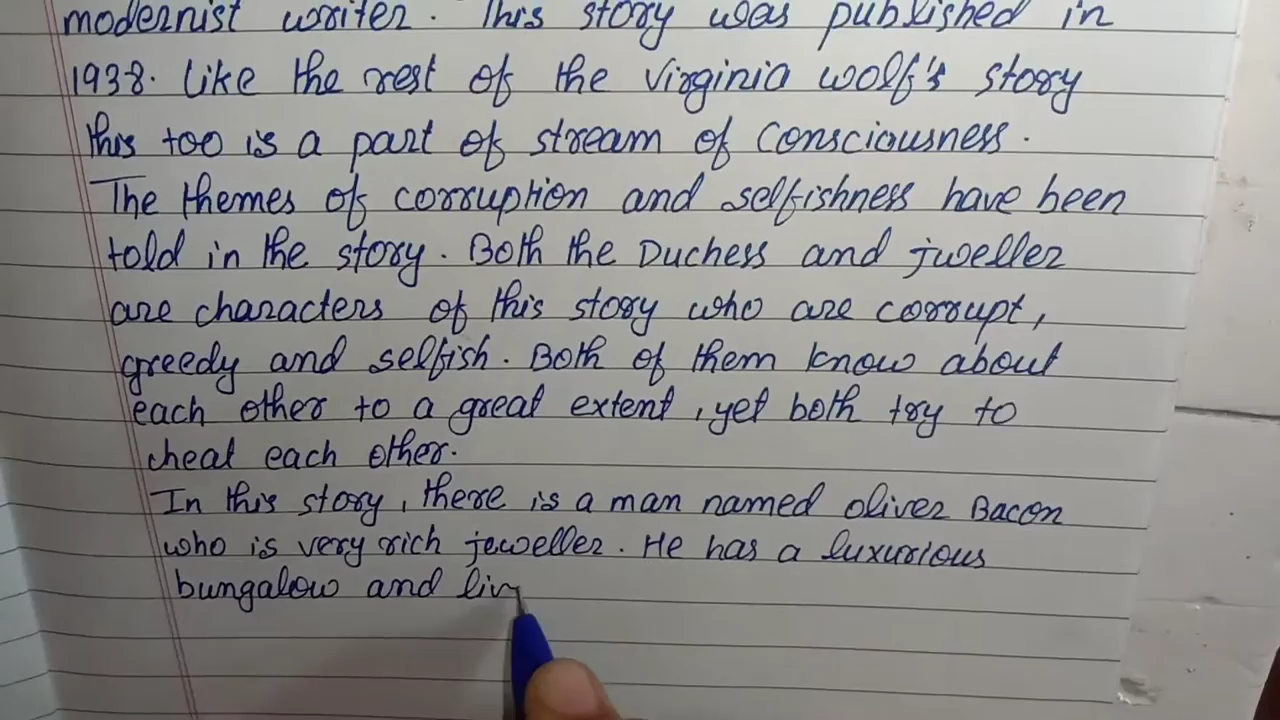 modernist writer. This story was published in
1938. Like the rest of the Virginia wolf's story
this too is a part of stream of consciousness.
The themes of corruption and selfishness have been
told in the story. Both the Duchess and jweller
are characters of this story who are corrupt,
greedy and selfish. Both of them know about
each other to a great extent, yet both try to
cheat each other.
In this story, there is a man named oliver Bacon
who is very rich jeweller. He has a luxurious
bungalow and liv